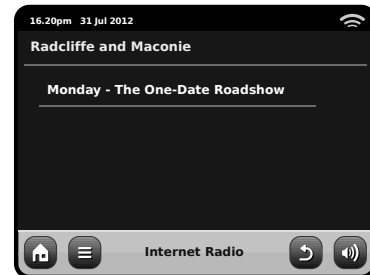 16.20pm 31 Jul 2012
Radcliffe and Maconie
Monday - The One-Date Roadshow
Internet Radio